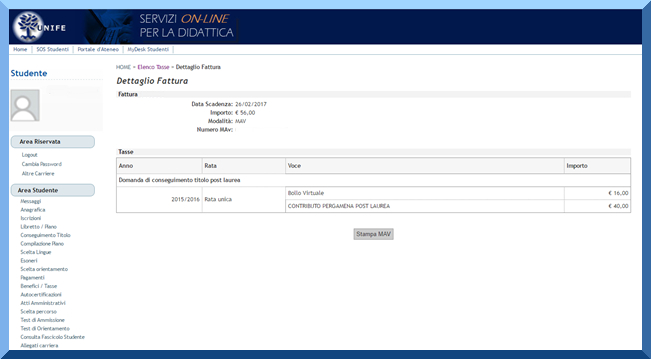 UNIFE
SERVIZI ON-LINE
PER LA DIDATTICA
Home | SOS Studenti | Portale d'Ateneo | MyDesk Studenti
Studente
Area Riservata
Logout
Cambia Password
Altre Carriere
Area Studente
Messaggi
Anagrafica
Iscrizioni
Libretto / Piano
Conseguimento Titolo
Compilazione Piano
Scelta Lingue
Esoneri
Scelta orientamento
Pagamenti
Benefici / Tasse
Autocertificazioni
Atti Amministrativi
Scelta percorso
Test di Ammissione
Test di Orientamento
Consulta Fascicolo Studente
Allegati carriera
HOME » Elenco Tasse » Dettaglio Fattura
Dettaglio Fattura
Fattura
Data Scadenza: 26/02/2017
Importo: € 56,00
Modalità: MAV
Numero MAv:
Tasse
Anno Rata Voce Importo
Domanda di conseguimento titolo post laurea
2015/2016 Rata unica
Bollo Virtuale € 16,00
CONTRIBUTO PERGAMENA POST LAUREA € 40,00
Stampa MAV